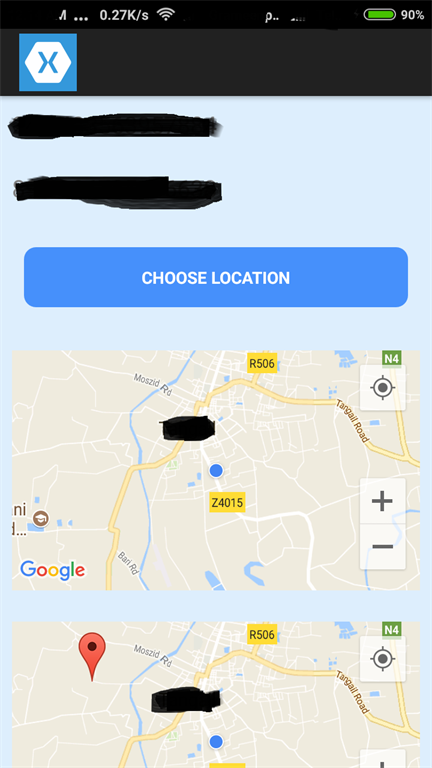 0.27K/s 90%
X
CHOOSE LOCATION
R506
N4
Moszid Rd
Tangail Road
Z4015
ni
d...
Bari Rd
+
−
Google
R506
N4
Moszid Rd
Tangail Road
+